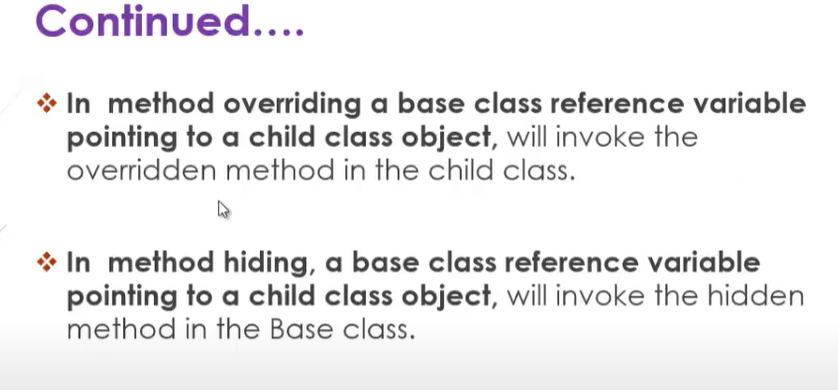 Continued....
In method overriding a base class reference variable
pointing to a child class object, will invoke the
overridden method in the child class.
In method hiding, a base class reference variable
pointing to a child class object, will invoke the hidden
method in the Base class.